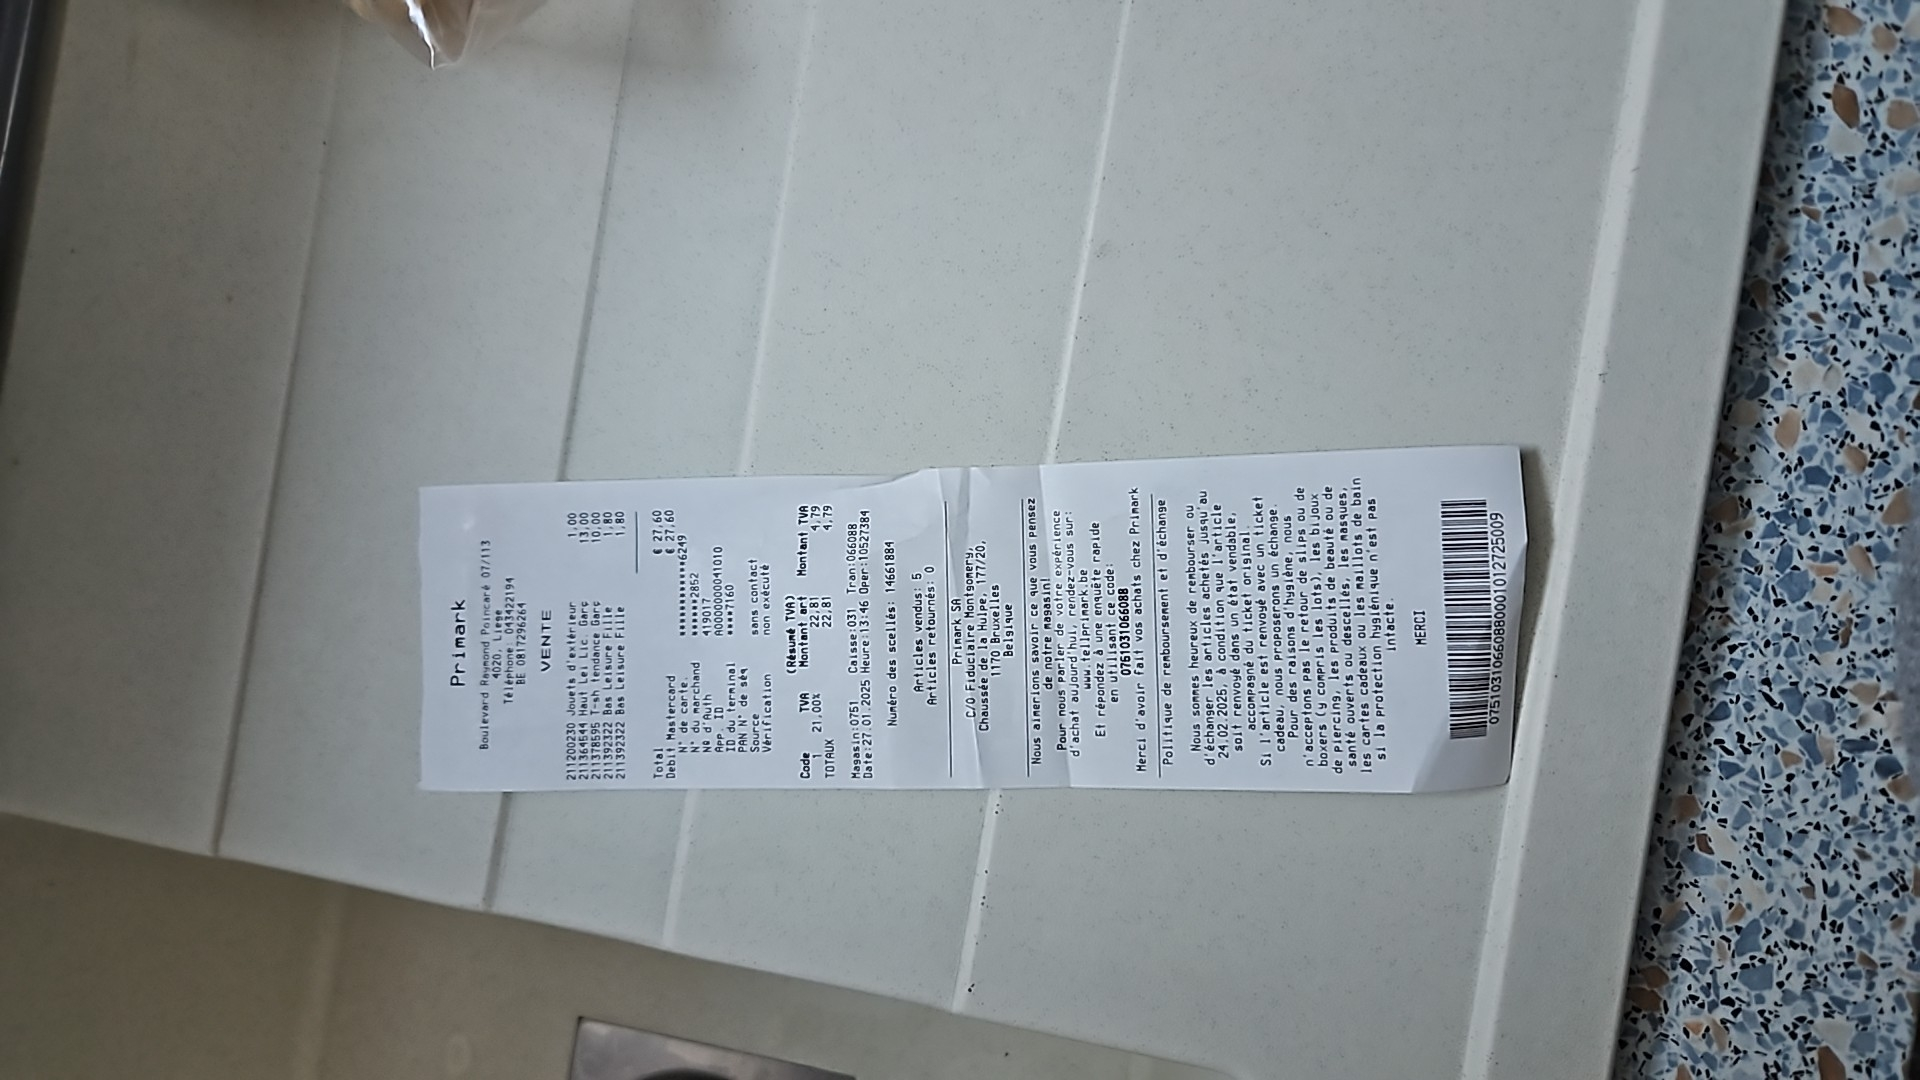 Primark
Boulevard Raymond Poincaré 07/113
4020, Liege
Téléphone: 043422194
BE 0817296264
VENTE
211200230 Jouets d'extérieur 1,00
211364544 Haut Lei Lic. Garç 13,00
211378595 T-sh tendance Garç 10,00
211392322 Bas Leisure Fille 1,80
211392322 Bas Leisure Fille 1,80
Total € 27,60
Debit Mastercard € 27,60
N° de carte. ************6249
N° du marchand ******2852
Nº d'Auth 419017
App. ID A0000000041010
ID du terminal ****7160
PAN N° de séq
Source sans contact
Vérification non exécuté
(Résumé TVA)
Code TVA Montant art Montant TVA
1 21,00% 22,81 4,79
TOTAUX 22,81 4,79
Magasin:0751 Caisse:031 Tran:066088
Date:27.01.2025 Heure:13:46 Oper:10527384
Numéro des scellés: 14661884
Articles vendus: 5
Articles retournés: 0
Primark SA
C/O Fiduciaire Montgomery,
Chaussée de la Hulpe, 177/20,
1170 Bruxelles
Belgique
Nous aimerions savoir ce que vous pensez
de notre magasin!
Pour nous parler de votre expérience
d'achat aujourd'hui, rendez-vous sur:
www.tellprimark.be
Et répondez à une enquête rapide
en utilisant ce code:
0761031066088
Merci d'avoir fait vos achats chez Primark
Politique de remboursement et d'échange
Nous sommes heureux de rembourser ou
d'échanger les articles achetés jusqu'au
24.02.2025, à condition que l'article
soit renvoyé dans un état vendable,
accompagné du ticket original.
Si l'article est renvoyé avec un ticket
cadeau, nous proposerons un échange.
Pour des raisons d'hygiène, nous
n'acceptons pas le retour de slips ou de
boxers (y compris les lots), les bijoux
de piercing, les produits de beauté ou de
santé ouverts ou descellés, les masques,
les cartes cadeaux ou les maillots de bain
si la protection hygiénique n'est pas
intacte.
MERCI
07510310660880001012725009